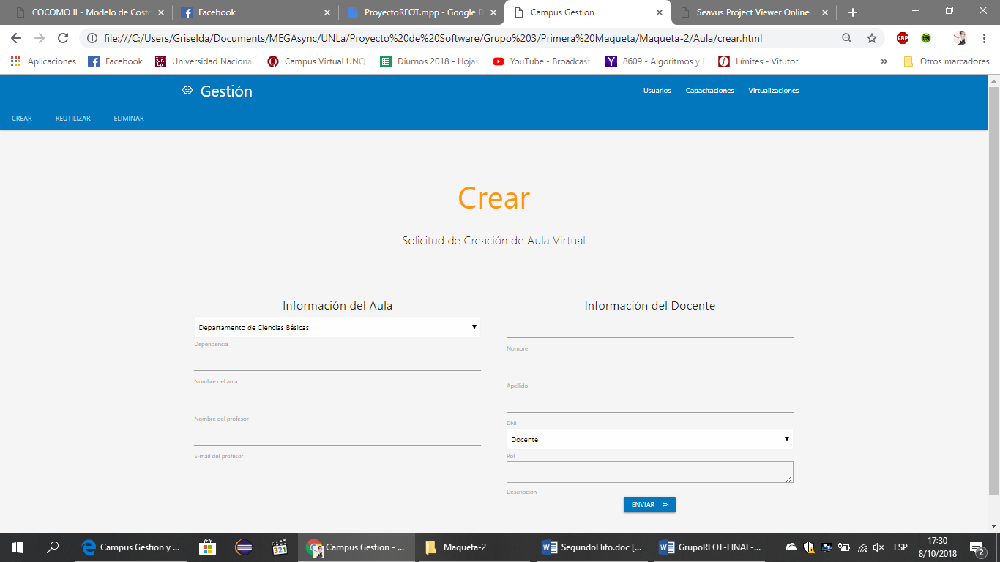 COCOMO II - Modelo de Costo
Facebook
ProyectoREOT.mpp - Google D
Campus Gestion
Seavus Project Viewer Online
file:///C:/Users/Griselda/Documents/MEGAsync/UNLa/Proyecto%20de%20Software/Grupo%203/Primera%20Maqueta/Maqueta-2/Aula/crear.html
ABP
Aplicaciones
Facebook
Universidad Nacional
Campus Virtual UNQ
Diurnos 2018 - Hojas
YouTube - Broadcast
8609 - Algoritmos y E
Límites - Vitutor
»
Otros marcadores
Gestión
Usuarios
Capacitaciones
Virtualizaciones
CREAR
REUTILIZAR
ELIMINAR
Crear
Solicitud de Creación de Aula Virtual
Información del Aula
Departamento de Ciencias Básicas
Dependencia
Nombre del aula
Nombre del profesor
E-mail del profesor
Información del Docente
Nombre
Apellido
DNI
Docente
Rol
Descripcion
ENVIAR
Campus Gestion y ...
321
Campus Gestion - ...
Maqueta-2
SegundoHito.doc [...
GrupoREOT-FINAL-...
ESP
17:30
8/10/2018
2